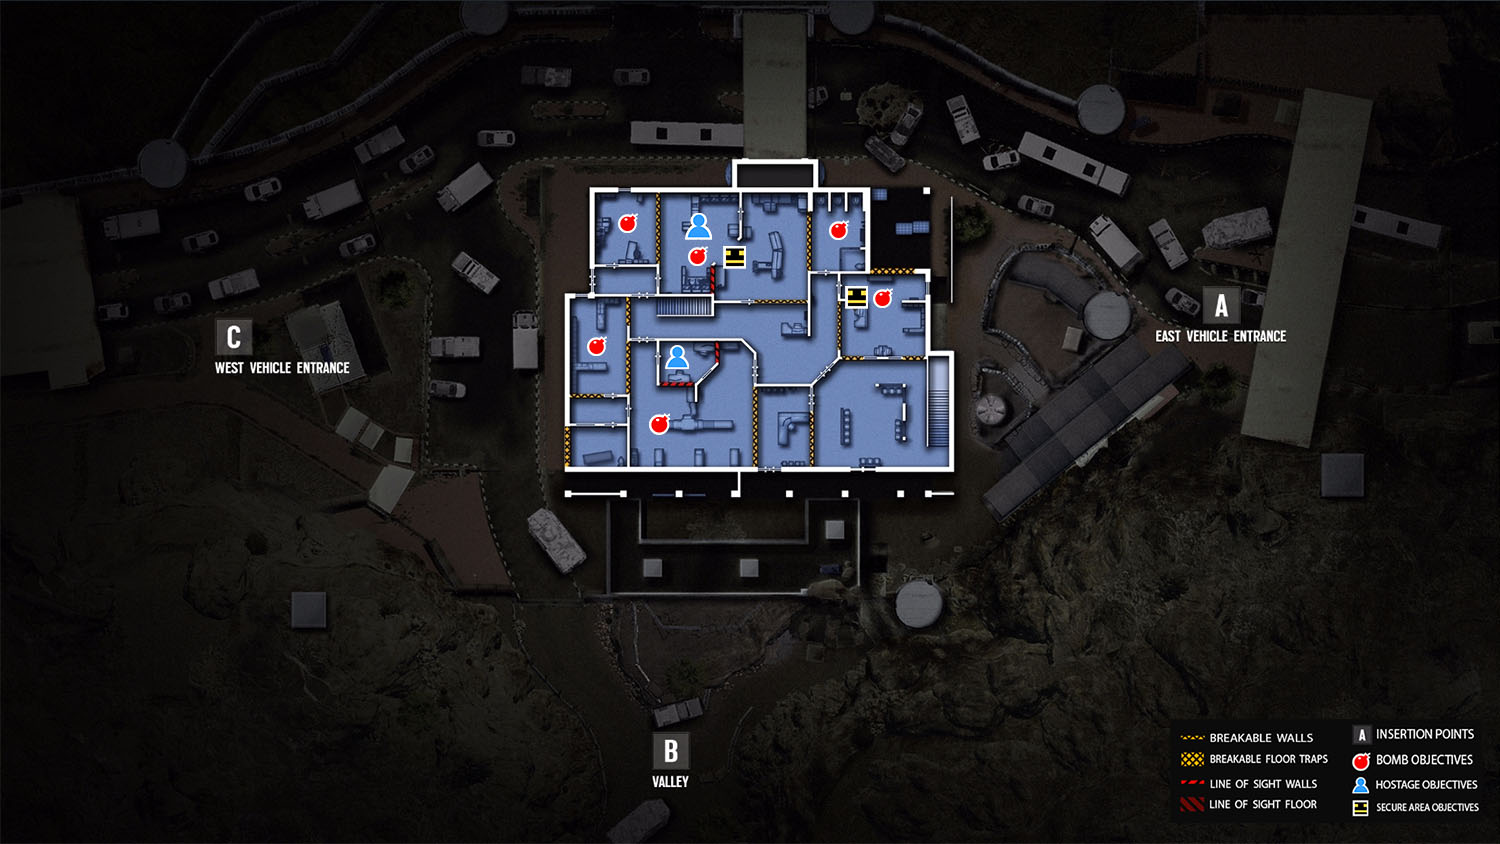 C
WEST VEHICLE ENTRANCE
A
EAST VEHICLE ENTRANCE
B
VALLEY
BREAKABLE WALLS
BREAKABLE FLOOR TRAPS
LINE OF SIGHT WALLS
LINE OF SIGHT FLOOR
A INSERTION POINTS
BOMB OBJECTIVES
HOSTAGE OBJECTIVES
SECURE AREA OBJECTIVES